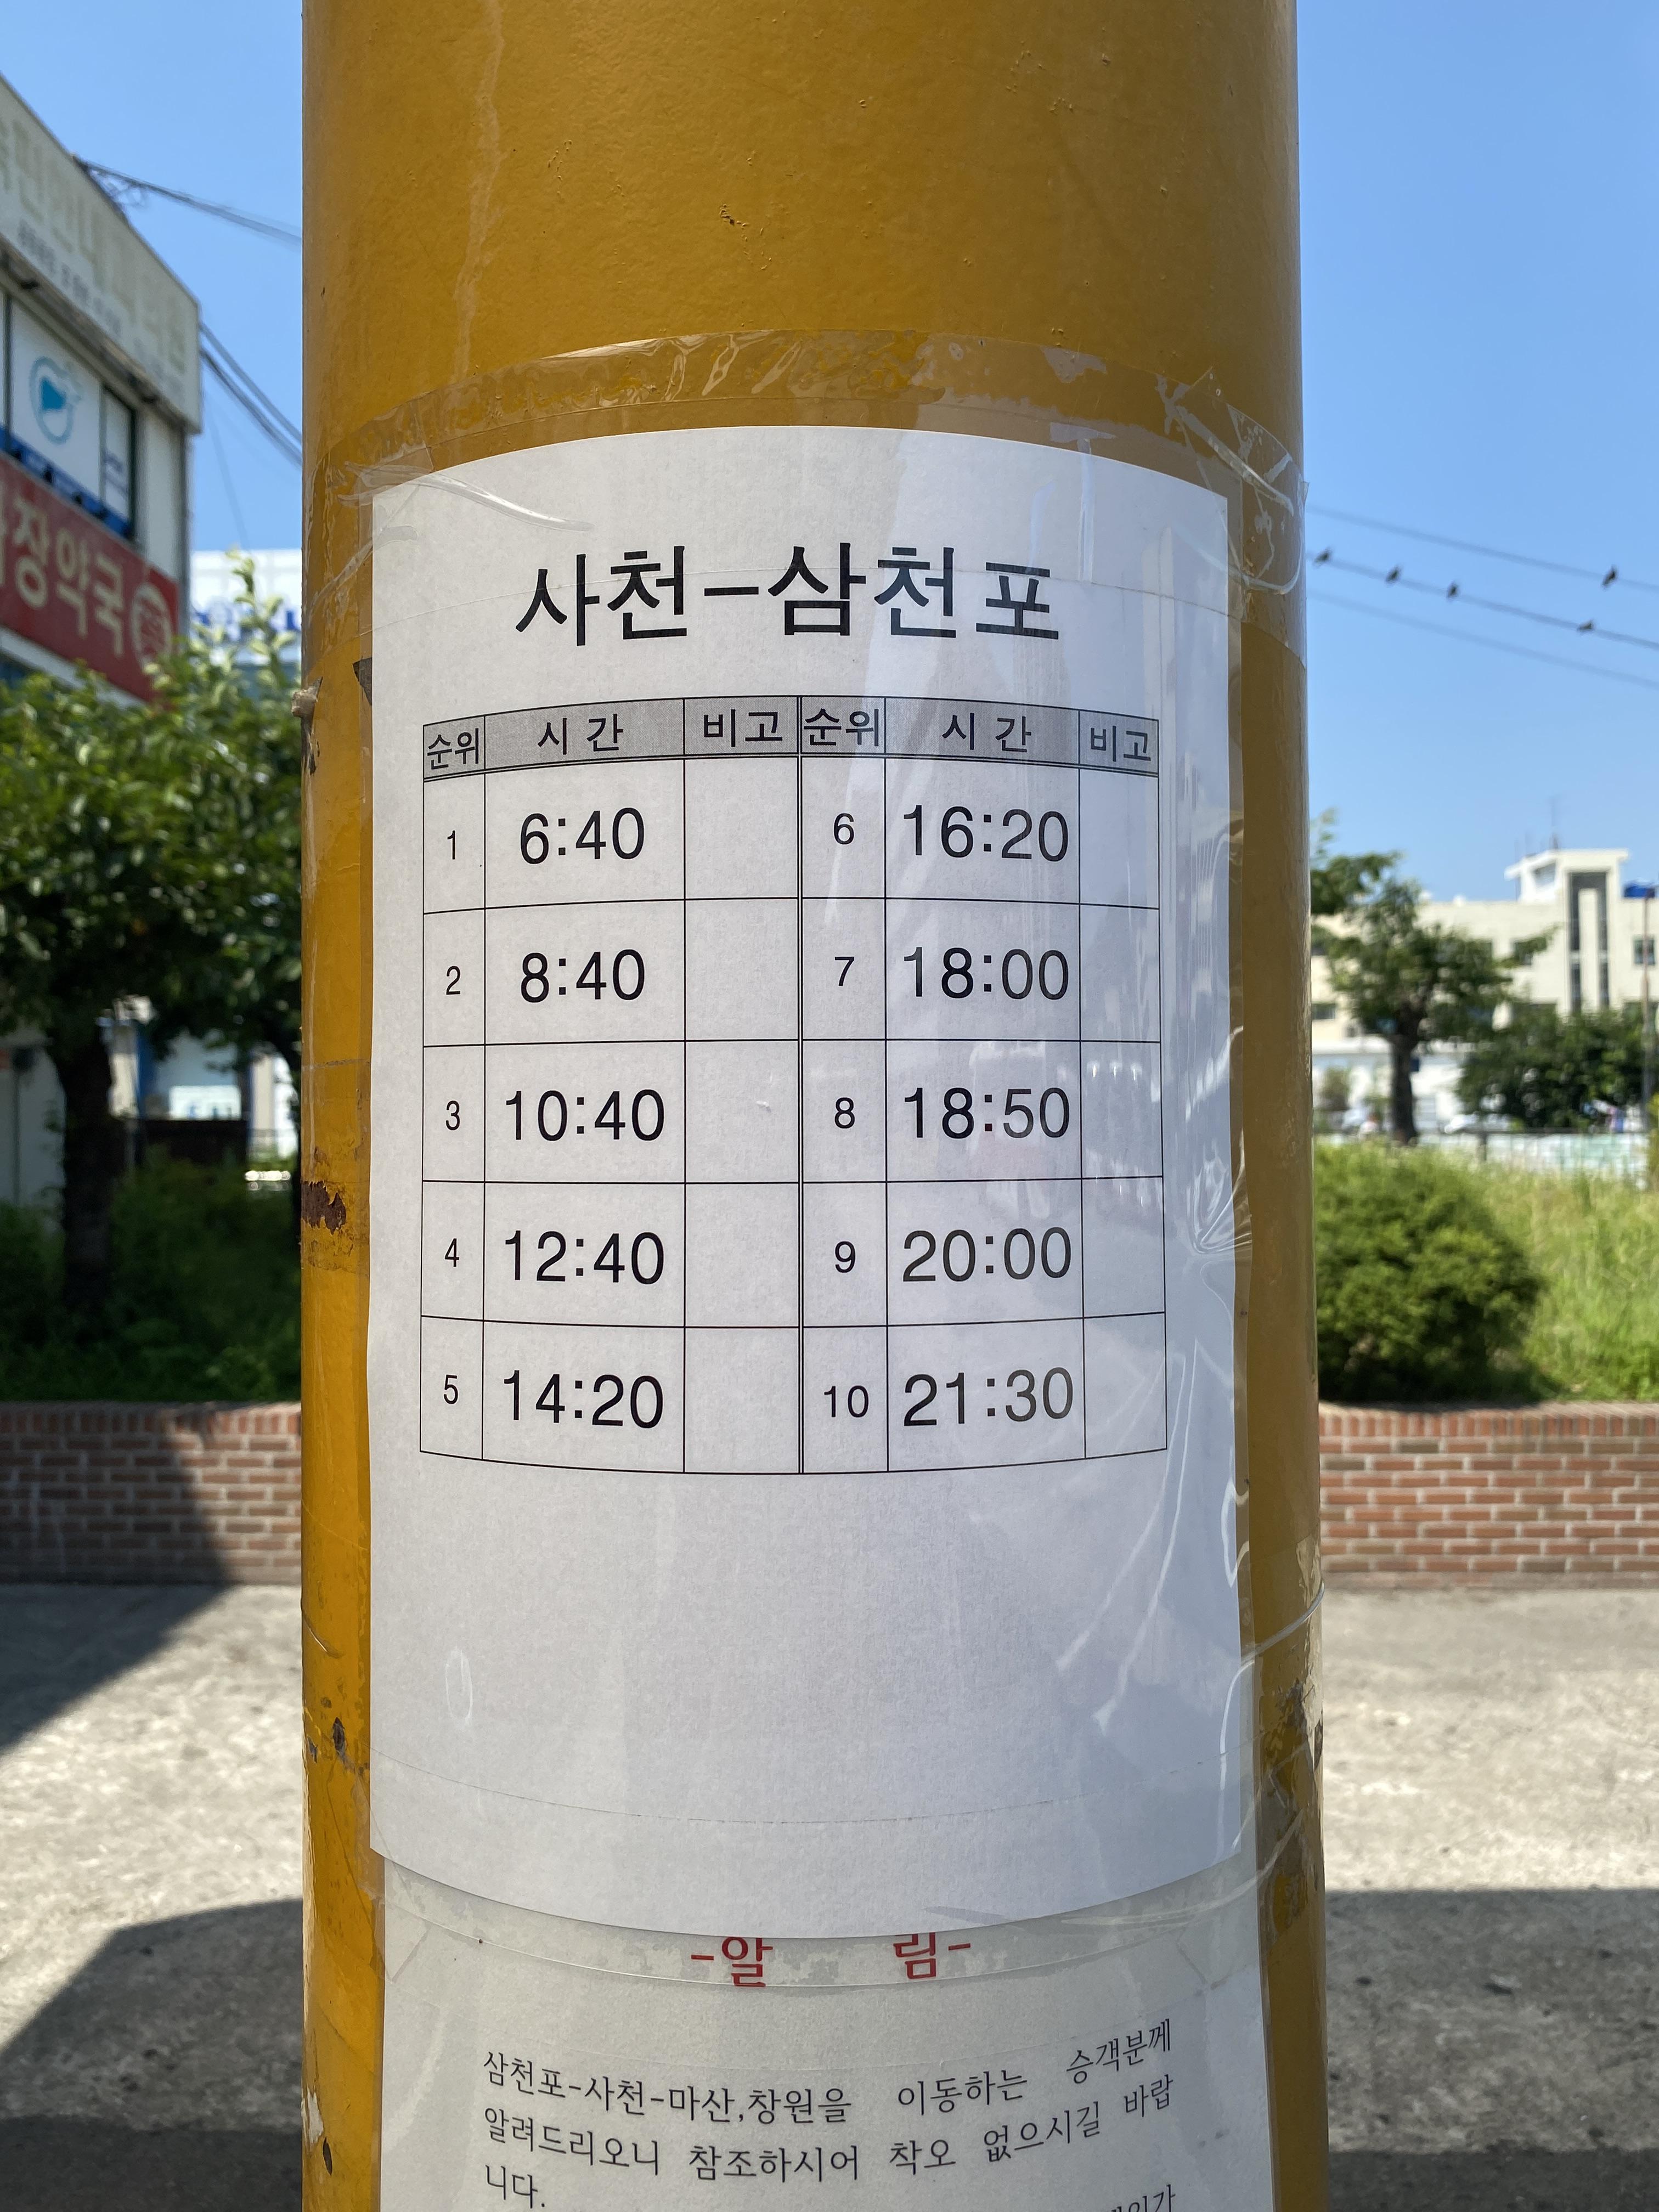 장약국
사천-삼천포
순위 시 간 비고 순위 시 간 비고
1 6:40 6 16:20
2 8:40 7 18:00
3 10:40 8 18:50
4 12:40 9 20:00
5 14:20 10 21:30
-알 림-
삼천포-사천-마산,창원을 이동하는 승객분께
알려드리오니 참조하시어 착오 없으시길 바랍
니다.